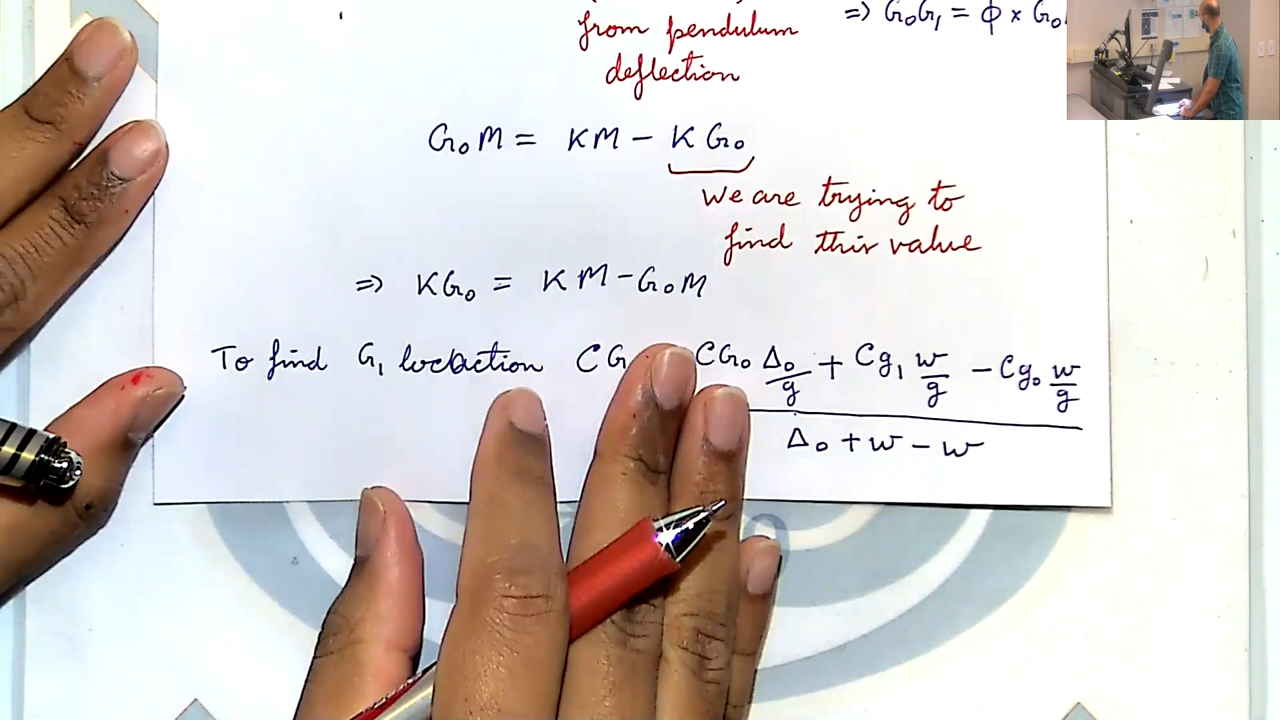 from pendulum
deflection
⇒ G₀G₁ = ϕ × G₀
G₀M = KM − KG₀
we are trying to
find this value
⇒ KG₀ = KM − G₀M
To find G₁ location CG CG₀ Δ₀/g + Cg₁ w/g − Cg₀ w/g
Δ₀ + w − w